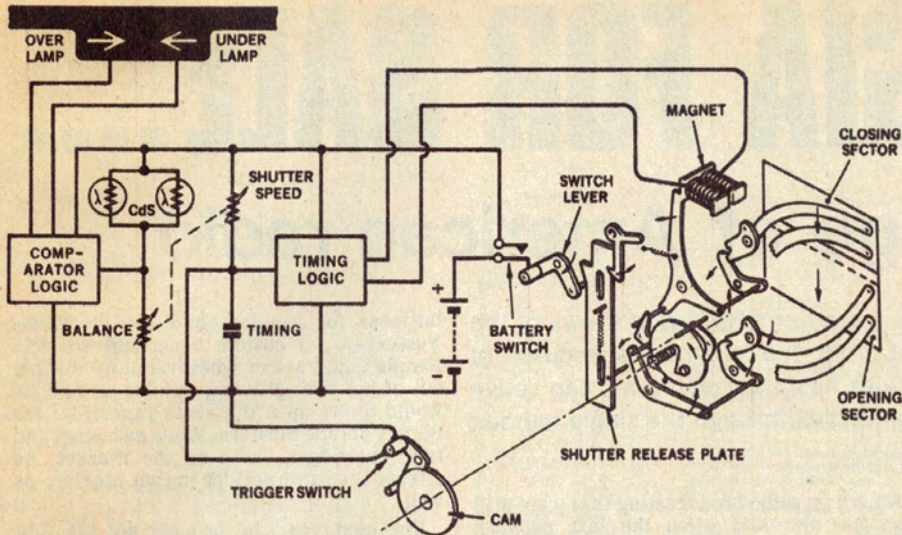 OVER
LAMP
UNDER
LAMP
MAGNET
CLOSING
SFCTOR
SHUTTER
SPEED
SWITCH
LEVER
λ
CdS
λ
COMP-
ARATOR
LOGIC
TIMING
LOGIC
+
BALANCE
TIMING
BATTERY
SWITCH
OPENING
SECTOR
SHUTTER RELEASE PLATE
TRIGGER SWITCH
CAM